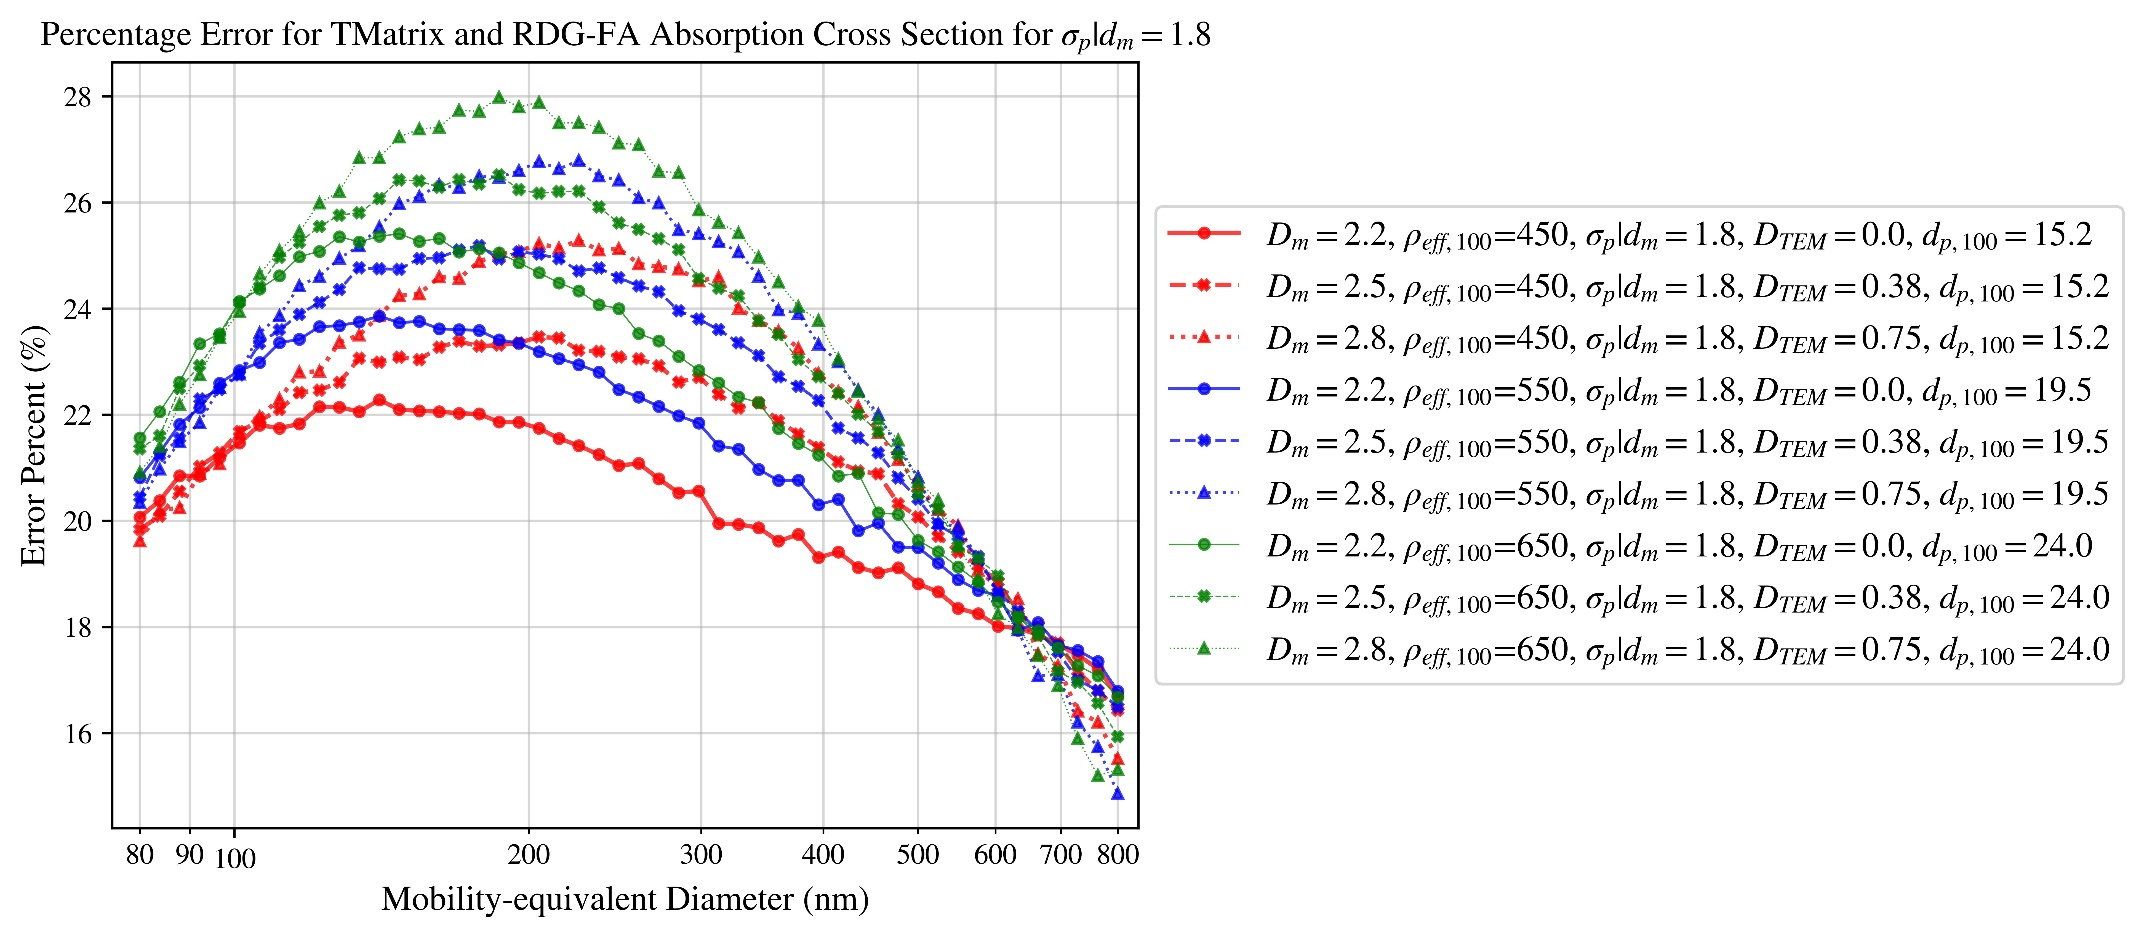 Percentage Error for TMatrix and RDG-FA Absorption Cross Section for σp|dm = 1.8
Error Percent (%)
28
26
24
22
20
18
16
80 90 100 200 300 400 500 600 700 800
Mobility-equivalent Diameter (nm)
Dm = 2.2, ρeff, 100=450, σp|dm = 1.8, DTEM = 0.0, dp, 100 = 15.2
Dm = 2.5, ρeff, 100=450, σp|dm = 1.8, DTEM = 0.38, dp, 100 = 15.2
Dm = 2.8, ρeff, 100=450, σp|dm = 1.8, DTEM = 0.75, dp, 100 = 15.2
Dm = 2.2, ρeff, 100=550, σp|dm = 1.8, DTEM = 0.0, dp, 100 = 19.5
Dm = 2.5, ρeff, 100=550, σp|dm = 1.8, DTEM = 0.38, dp, 100 = 19.5
Dm = 2.8, ρeff, 100=550, σp|dm = 1.8, DTEM = 0.75, dp, 100 = 19.5
Dm = 2.2, ρeff, 100=650, σp|dm = 1.8, DTEM = 0.0, dp, 100 = 24.0
Dm = 2.5, ρeff, 100=650, σp|dm = 1.8, DTEM = 0.38, dp, 100 = 24.0
Dm = 2.8, ρeff, 100=650, σp|dm = 1.8, DTEM = 0.75, dp, 100 = 24.0